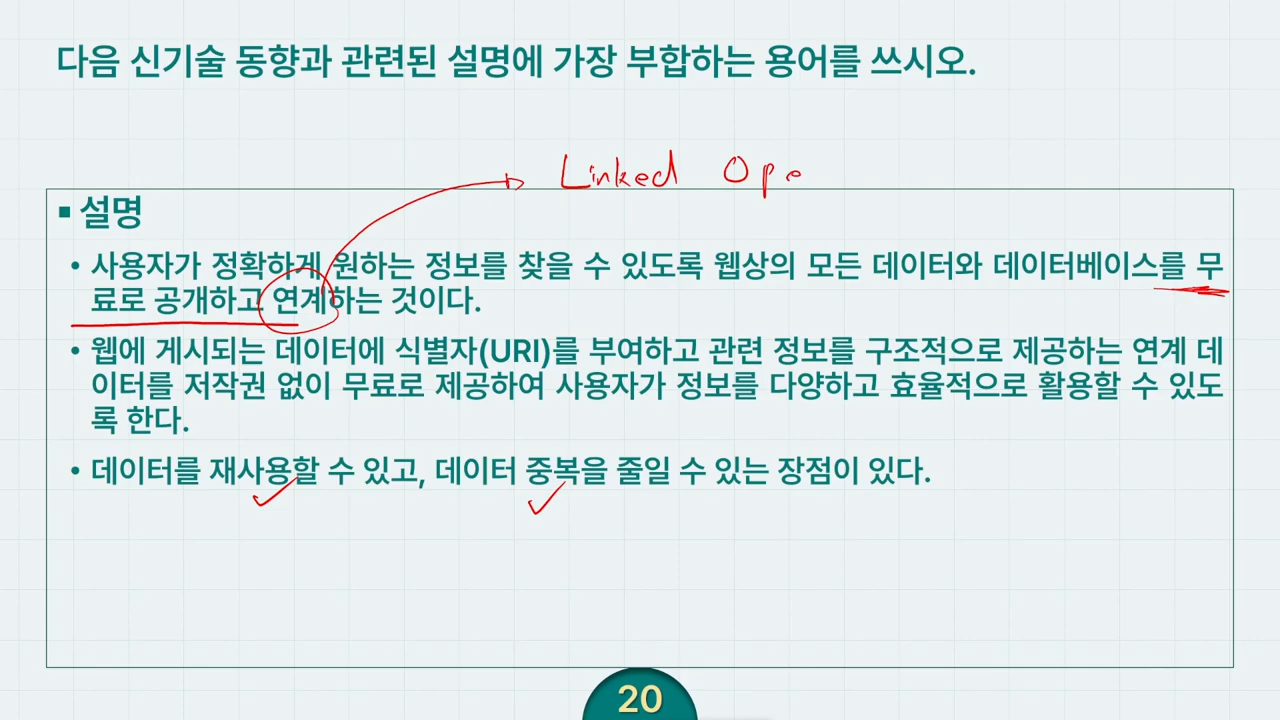 다음 신기술 동향과 관련된 설명에 가장 부합하는 용어를 쓰시오.
Linked Ope
▪ 설명
• 사용자가 정확하게 원하는 정보를 찾을 수 있도록 웹상의 모든 데이터와 데이터베이스를 무
료로 공개하고 연계하는 것이다.
• 웹에 게시되는 데이터에 식별자(URI)를 부여하고 관련 정보를 구조적으로 제공하는 연계 데
이터를 저작권 없이 무료로 제공하여 사용자가 정보를 다양하고 효율적으로 활용할 수 있도
록 한다.
• 데이터를 재사용할 수 있고, 데이터 중복을 줄일 수 있는 장점이 있다.
20